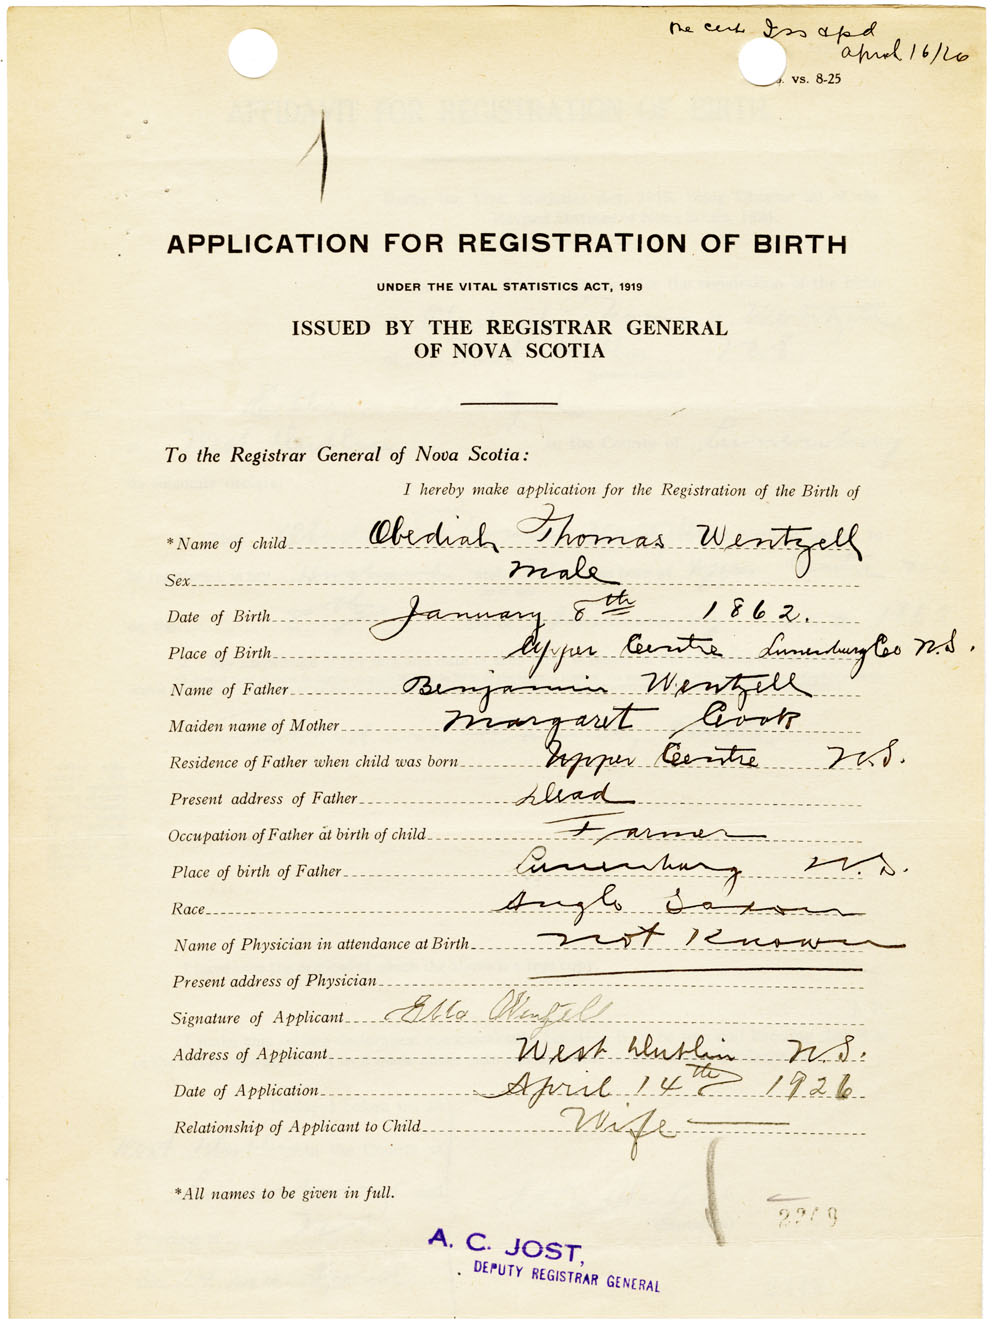 april 16/26
. vs. 8-25
APPLICATION FOR REGISTRATION OF BIRTH
UNDER THE VITAL STATISTICS ACT, 1919
ISSUED BY THE REGISTRAR GENERAL
OF NOVA SCOTIA
To the Registrar General of Nova Scotia:
I hereby make application for the Registration of the Birth of
*Name of child Obediah Thomas Wentzell
Sex Male
Date of Birth January 8th 1862.
Place of Birth Upper Centre Lunenburg Co N.S.
Name of Father Benjamin Wentzell
Maiden name of Mother Margaret Cook
Residence of Father when child was born Upper Centre N.S.
Present address of Father Dead
Occupation of Father at birth of child Farmer
Place of birth of Father Lunenburg N.S.
Race Anglo Saxon
Name of Physician in attendance at Birth Not Known
Present address of Physician
Signature of Applicant Etta Wentzell
Address of Applicant West Dublin N.S.
Date of Application April 14th 1926
Relationship of Applicant to Child Wife
*All names to be given in full.
A. C. JOST,
DEPUTY REGISTRAR GENERAL